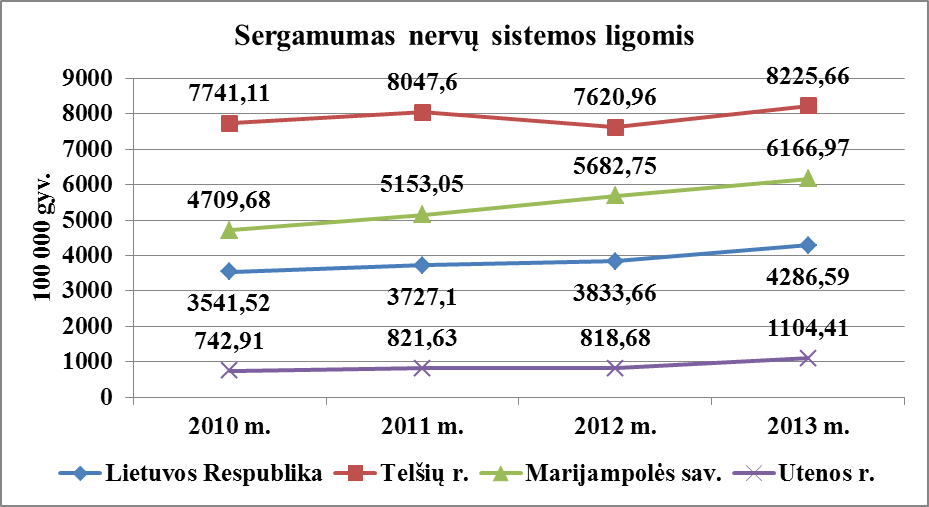 Sergamumas nervų sistemos ligomis
100 000 gyv.
9000
8000
7000
6000
5000
4000
3000
2000
1000
0
7741,11 8047,6 7620,96 8225,66
4709,68 5153,05 5682,75 6166,97
3541,52 3727,1 3833,66 4286,59
742,91 821,63 818,68 1104,41
2010 m. 2011 m. 2012 m. 2013 m.
Lietuvos Respublika Telšių r. Marijampolės sav. Utenos r.